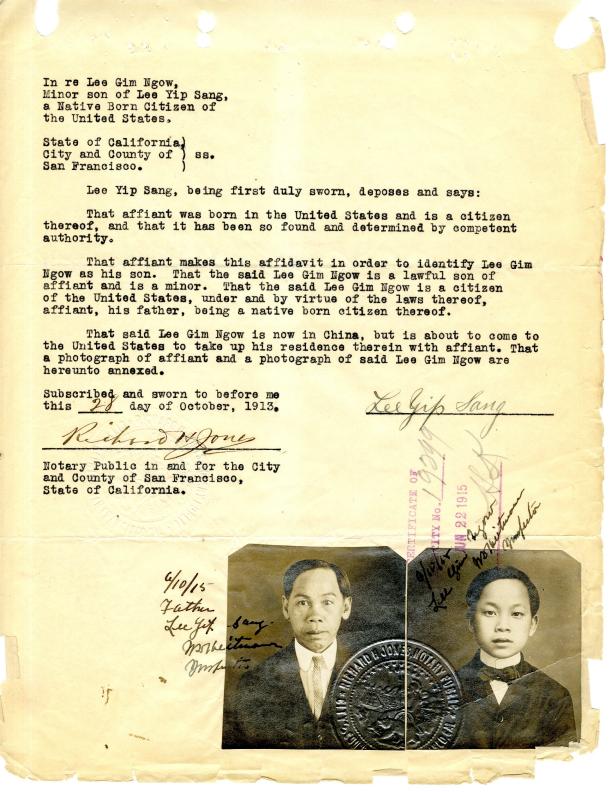 In re Lee Gim Ngow,
Minor son of Lee Yip Sang,
a Native Born Citizen of
the United States.
State of California,)
City and County of ) ss.
San Francisco. )
Lee Yip Sang, being first duly sworn, deposes and says:
That affiant was born in the United States and is a citizen
thereof, and that it has been so found and determined by competent
authority.
That affiant makes this affidavit in order to identify Lee Gim
Ngow as his son. That the said Lee Gim Ngow is a lawful son of
affiant and is a minor. That the said Lee Gim Ngow is a citizen
of the United States, under and by virtue of the laws thereof,
affiant, his father, being a native born citizen thereof.
That said Lee Gim Ngow is now in China, but is about to come to
the United States to take up his residence therein with affiant. That
a photograph of affiant and a photograph of said Lee Gim Ngow are
hereunto annexed.
Subscribed and sworn to before me
this 28 day of October, 1913.
Lee Yip Sang
Richard H Jones
Notary Public in and for the City
and County of San Francisco,
State of California.
CERTIFICATE OF
ITY No.
JUN 22 1915
6/10/15
Lee Gim Ngow
Inspector
6/10/15
Father
Lee Yip Sang
Inspector
NOTARY PUBLIC